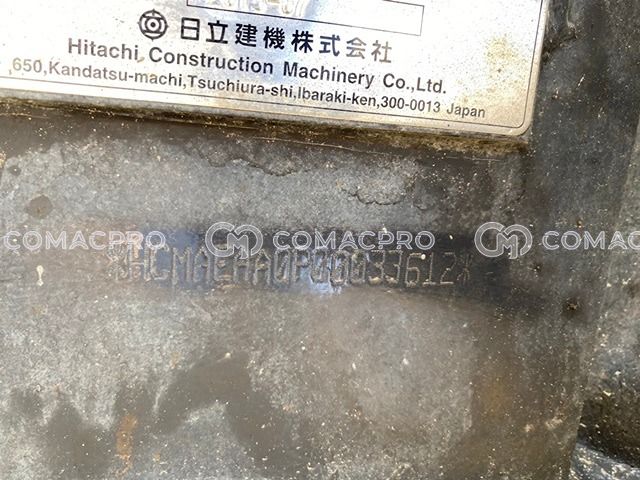 日立建機株式会社
Hitachi Construction Machinery Co.,Ltd.
,650,Kandatsu-machi,Tsuchiura-shi,Ibaraki-ken,300-0013 Japan
COMACPRO COMACPRO COMACPRO